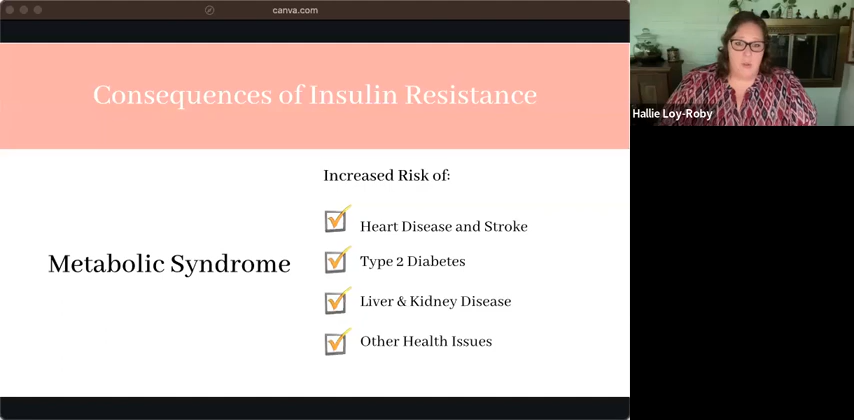 canva.com
Consequences of Insulin Resistance
Increased Risk of:
Heart Disease and Stroke
Metabolic Syndrome
Type 2 Diabetes
Liver & Kidney Disease
Other Health Issues
Hallie Loy-Roby